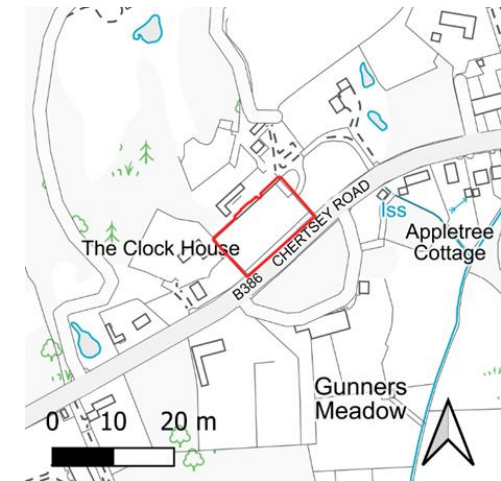 Iss
CHERTSEY ROAD
Appletree
Cottage
The Clock House
B386
Gunners
Meadow
0 10 20 m